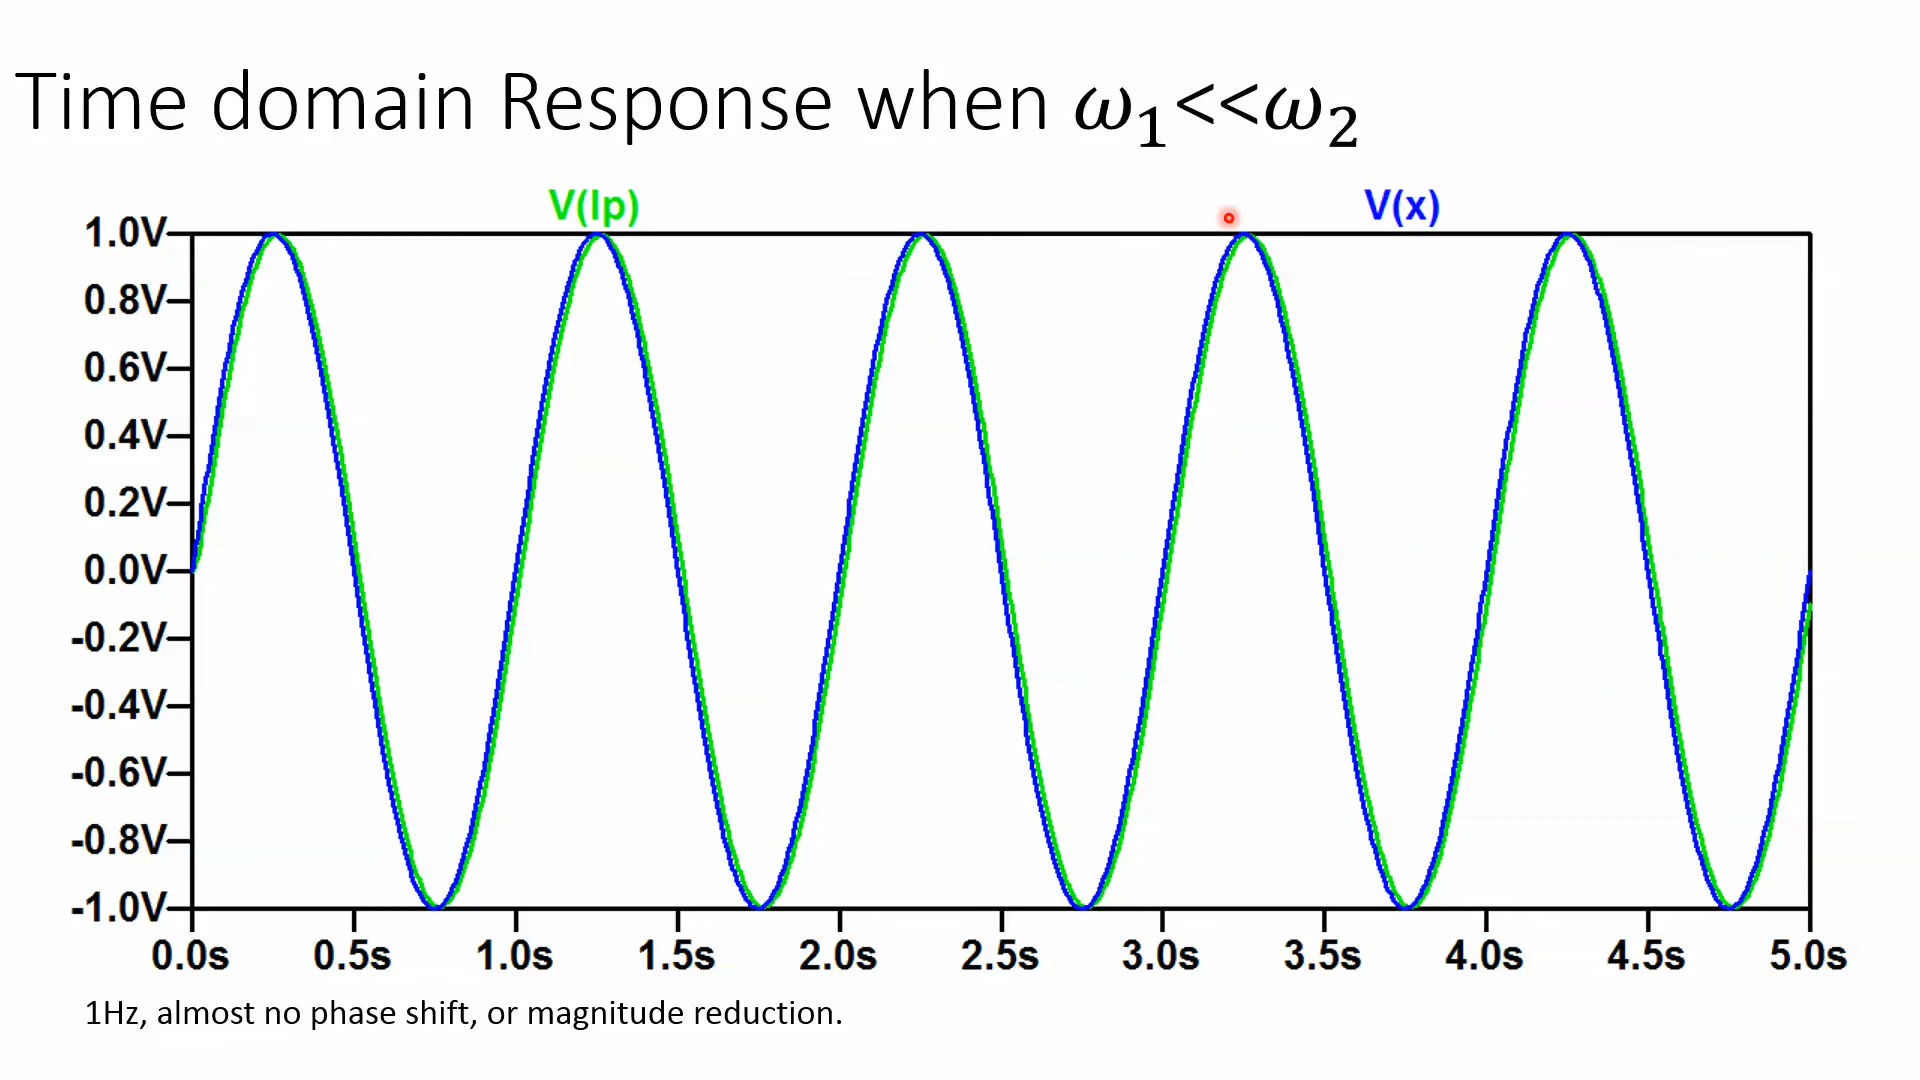 Time domain Response when ω₁<<ω₂
V(lp) V(x)
1.0V
0.8V
0.6V
0.4V
0.2V
0.0V
-0.2V
-0.4V
-0.6V
-0.8V
-1.0V
0.0s 0.5s 1.0s 1.5s 2.0s 2.5s 3.0s 3.5s 4.0s 4.5s 5.0s
1Hz, almost no phase shift, or magnitude reduction.